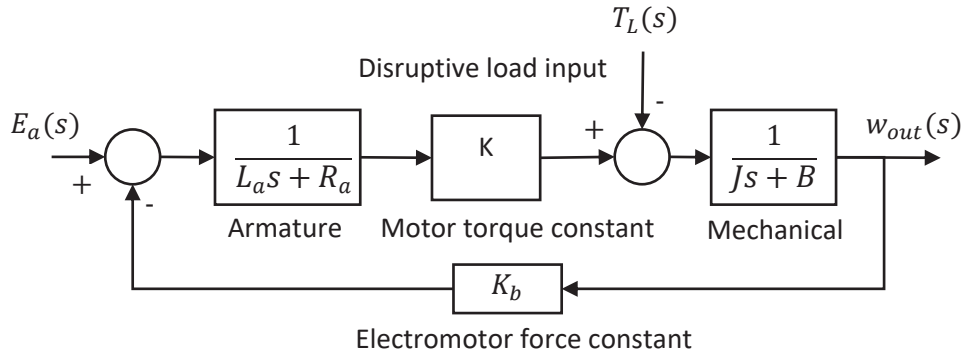 T_L(s)
Disruptive load input
-
E_a(s)
+
1
L_a s + R_a
K
+
1
Js + B
w_out(s)
-
Armature
Motor torque constant
Mechanical
K_b
Electromotor force constant